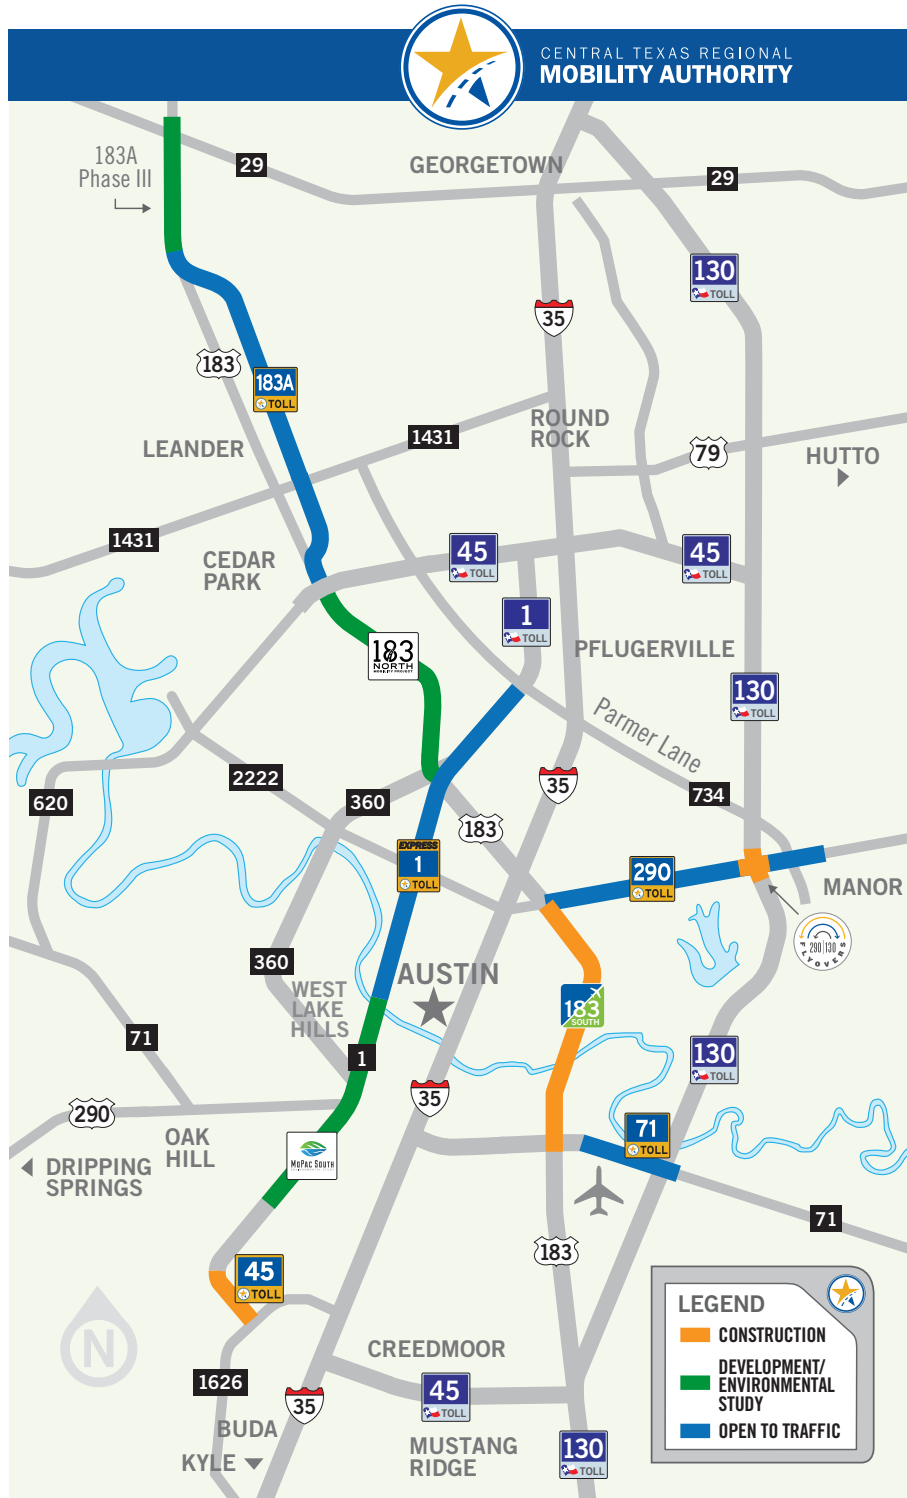 CENTRAL TEXAS REGIONAL
MOBILITY AUTHORITY
183A
Phase III
29
GEORGETOWN
29
130
TOLL
35
183
183A
TOLL
LEANDER
1431
ROUND
ROCK
79
HUTTO
1431
CEDAR
PARK
45
TOLL
45
TOLL
1
TOLL
183
NORTH
MOBILITY PROJECT
PFLUGERVILLE
130
TOLL
Parmer Lane
2222
620
360
35
734
183
EXPRESS
1
TOLL
290
TOLL
MANOR
290|130
FLYOVERS
360
AUSTIN
WEST
LAKE
HILLS
183
SOUTH
71
1
130
TOLL
35
290
OAK
HILL
MOPAC SOUTH
71
TOLL
DRIPPING
SPRINGS
71
183
45
TOLL
N
LEGEND
CONSTRUCTION
DEVELOPMENT/
ENVIRONMENTAL
STUDY
OPEN TO TRAFFIC
CREEDMOOR
1626
45
TOLL
35
BUDA
MUSTANG
RIDGE
KYLE
130
TOLL